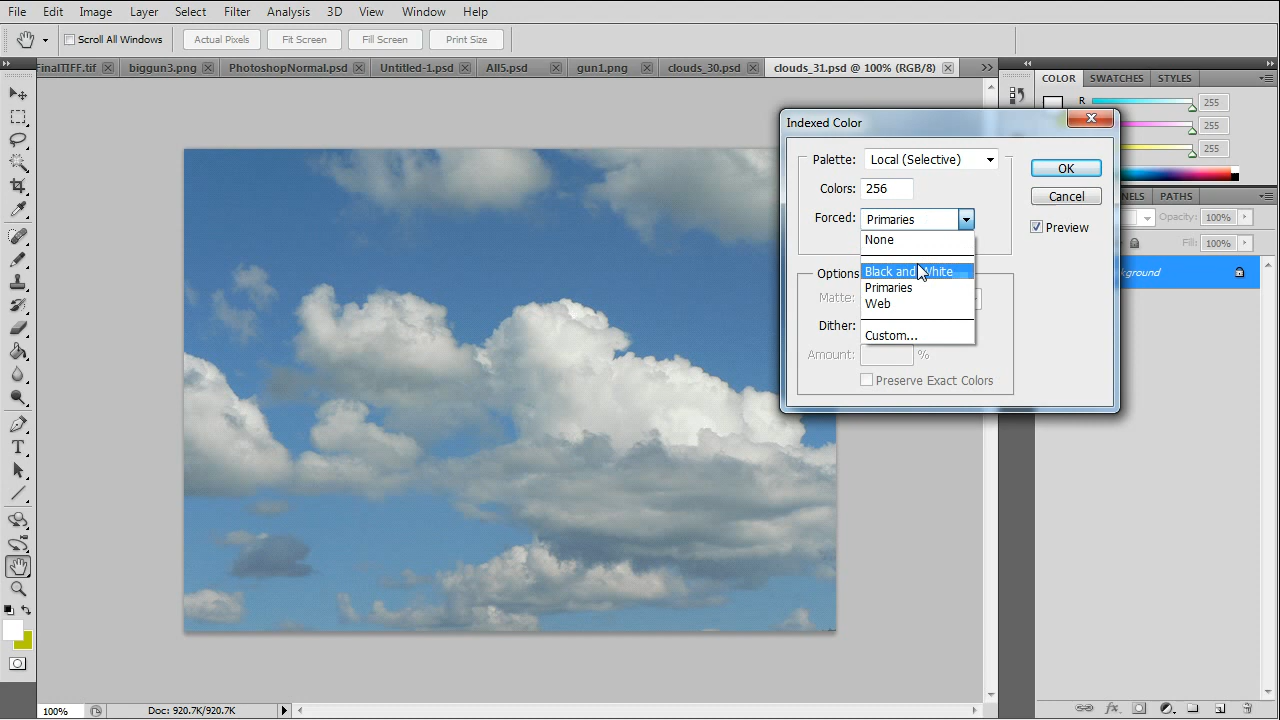 File Edit Image Layer Select Filter Analysis 3D View Window Help
Scroll All Windows Actual Pixels Fit Screen Fill Screen Print Size
FinalTIFF.tif biggun3.png PhotoshopNormal.psd Untitled-1.psd All5.psd gun1.png clouds_30.psd clouds_31.psd @ 100% (RGB/8)
COLOR SWATCHES STYLES
R 255
255
255
Indexed Color
Palette: Local (Selective)
OK
Colors: 256
Cancel
Forced: Primaries
Preview
None
Black and White
Primaries
Web
Custom...
Options
Matte:
Dither:
Amount: %
Preserve Exact Colors
NELS PATHS
Opacity: 100%
Fill: 100%
kground
T
100% Doc: 920.7K/920.7K
fx